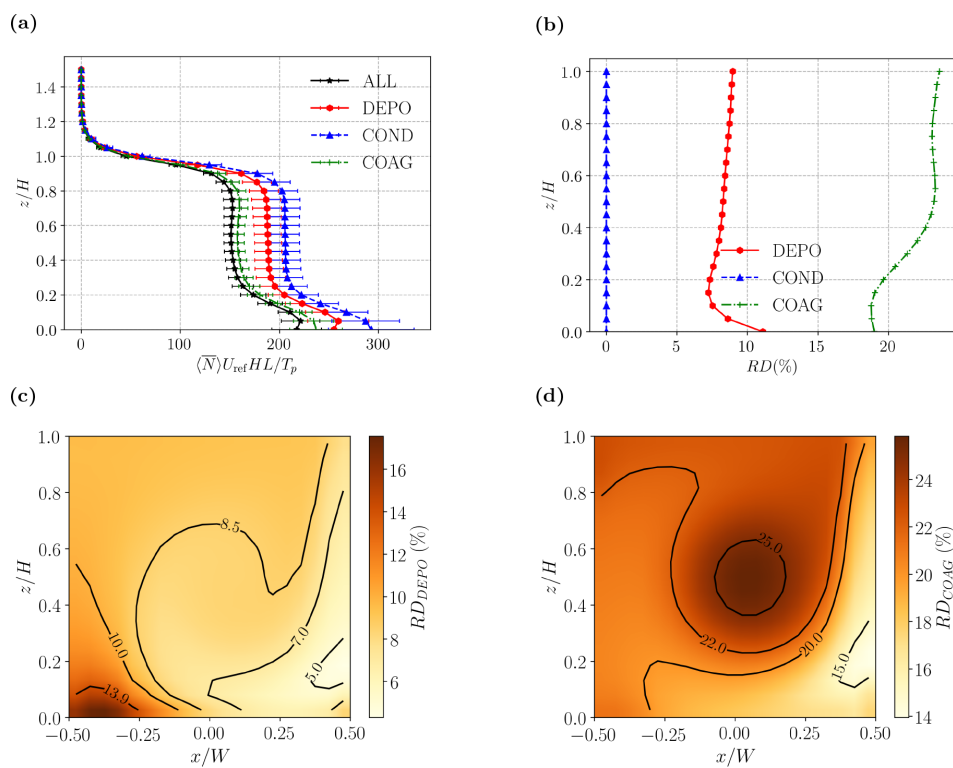 (a)
z/H
1.4
1.2
1.0
0.8
0.6
0.4
0.2
0.0
0 100 200 300
⟨N̅⟩U_ref HL/T_p
ALL
DEPO
COND
COAG
(b)
z/H
1.0
0.8
0.6
0.4
0.2
0.0
0 5 10 15 20
RD(%)
DEPO
COND
COAG
(c)
z/H
1.0
0.8
0.6
0.4
0.2
0.0
−0.50 −0.25 0.00 0.25 0.50
x/W
8.5
10.0
7.0
5.0
13.9
16
14
12
10
8
6
RD_DEPO (%)
(d)
z/H
1.0
0.8
0.6
0.4
0.2
0.0
−0.50 −0.25 0.00 0.25 0.50
x/W
25.0
22.0
20.0
15.0
24
22
20
18
16
14
RD_COAG (%)